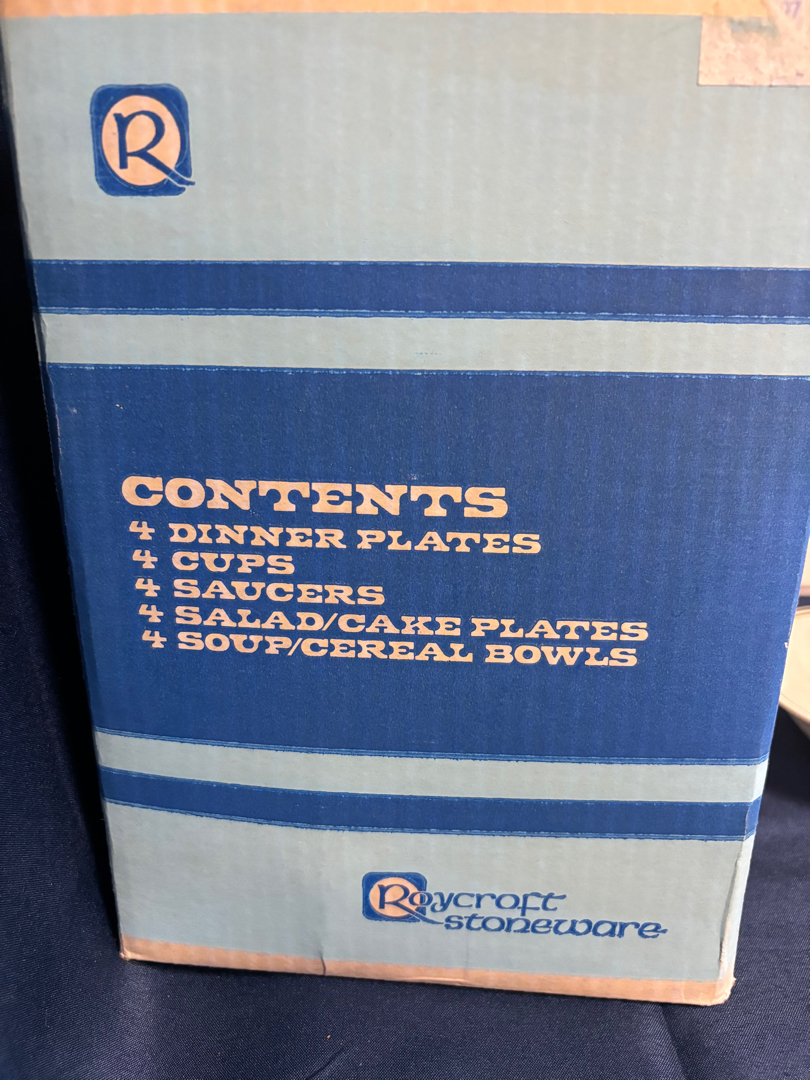 R
CONTENTS
4 DINNER PLATES
4 CUPS
4 SAUCERS
4 SALAD/CAKE PLATES
4 SOUP/CEREAL BOWLS
Roycroft
stoneware